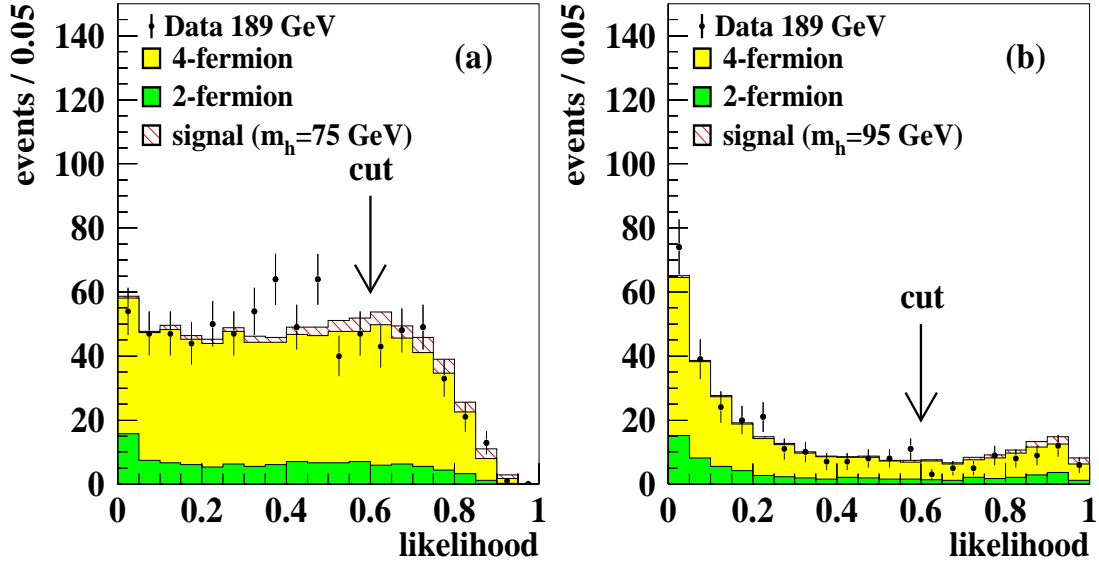 events / 0.05
140
120
100
80
60
40
20
0
Data 189 GeV
4-fermion
2-fermion
signal (m_h=75 GeV)
(a)
cut
0 0.2 0.4 0.6 0.8 1
likelihood
events / 0.05
140
120
100
80
60
40
20
0
Data 189 GeV
4-fermion
2-fermion
signal (m_h=95 GeV)
(b)
cut
0 0.2 0.4 0.6 0.8 1
likelihood